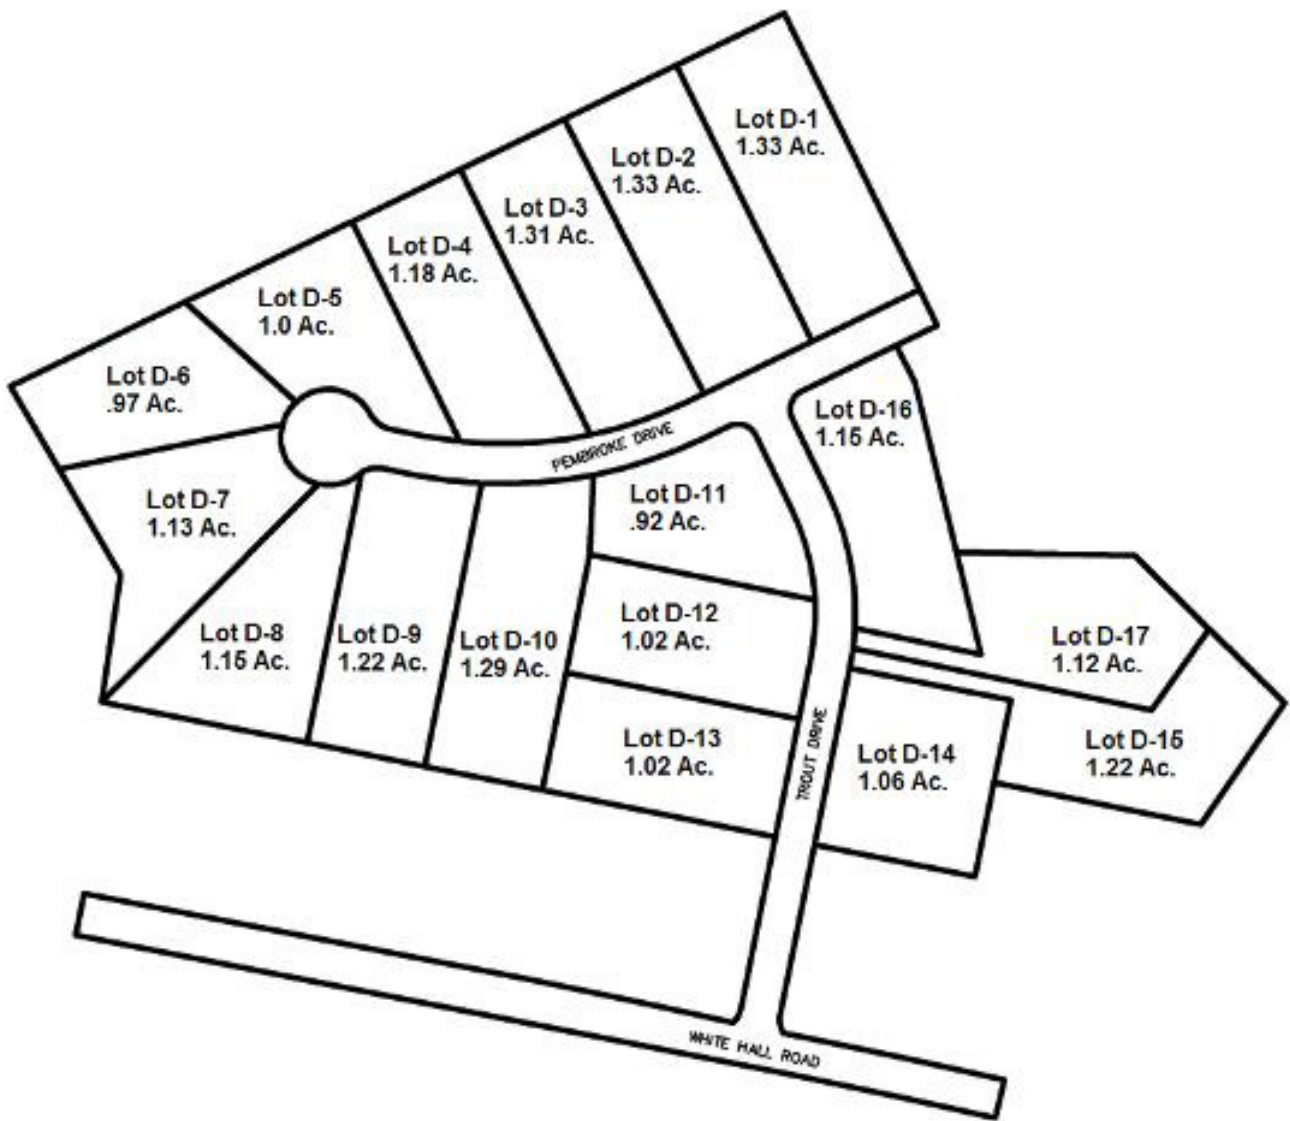 Lot D-1
1.33 Ac.
Lot D-2
1.33 Ac.
Lot D-3
1.31 Ac.
Lot D-4
1.18 Ac.
Lot D-5
1.0 Ac.
Lot D-6
.97 Ac.
Lot D-16
1.15 Ac.
PEMBROKE DRIVE
Lot D-7
1.13 Ac.
Lot D-11
.92 Ac.
Lot D-8
1.15 Ac.
Lot D-9
1.22 Ac.
Lot D-10
1.29 Ac.
Lot D-12
1.02 Ac.
Lot D-17
1.12 Ac.
Lot D-13
1.02 Ac.
TROUT DRIVE
Lot D-14
1.06 Ac.
Lot D-15
1.22 Ac.
WHITE HALL ROAD